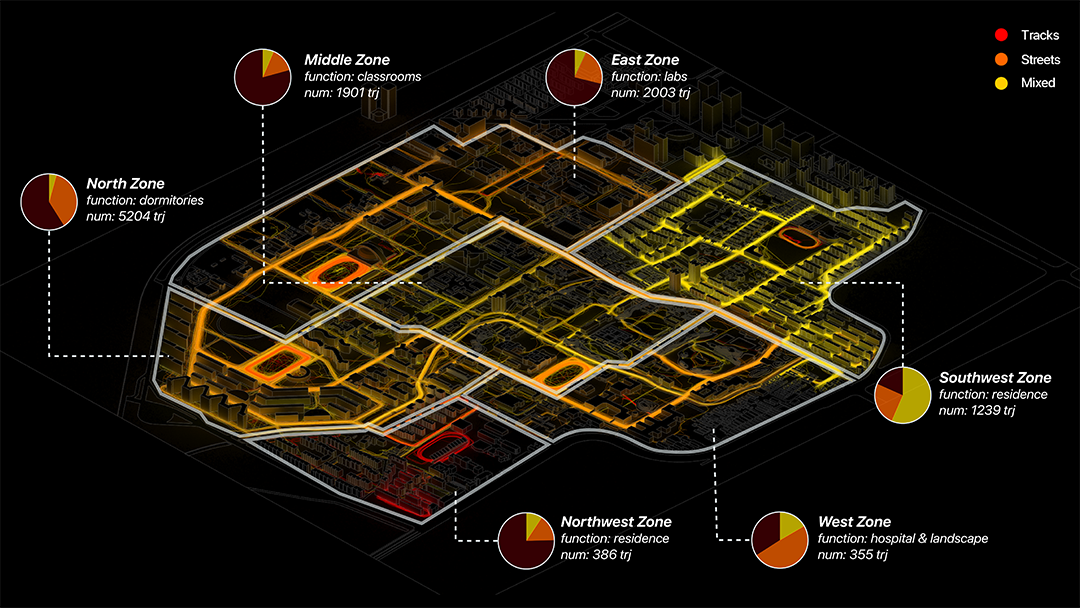 Tracks
Streets
Mixed
Middle Zone
function: classrooms
num: 1901 trj
East Zone
function: labs
num: 2003 trj
North Zone
function: dormitories
num: 5204 trj
Southwest Zone
function: residence
num: 1239 trj
Northwest Zone
function: residence
num: 386 trj
West Zone
function: hospital & landscape
num: 355 trj